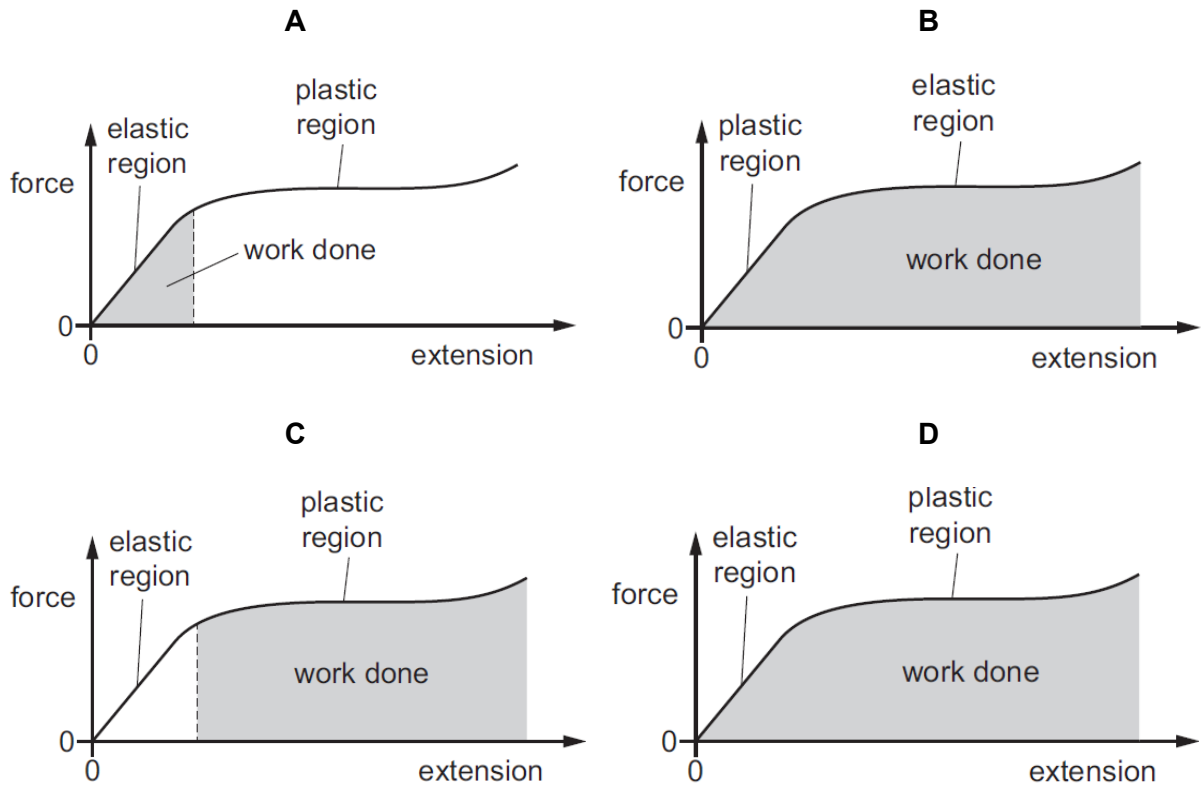 A
plastic
region
elastic
region
force
work done
0
0
extension
B
elastic
region
plastic
region
force
work done
0
0
extension
C
plastic
region
elastic
region
force
work done
0
0
extension
D
plastic
region
elastic
region
force
work done
0
0
extension